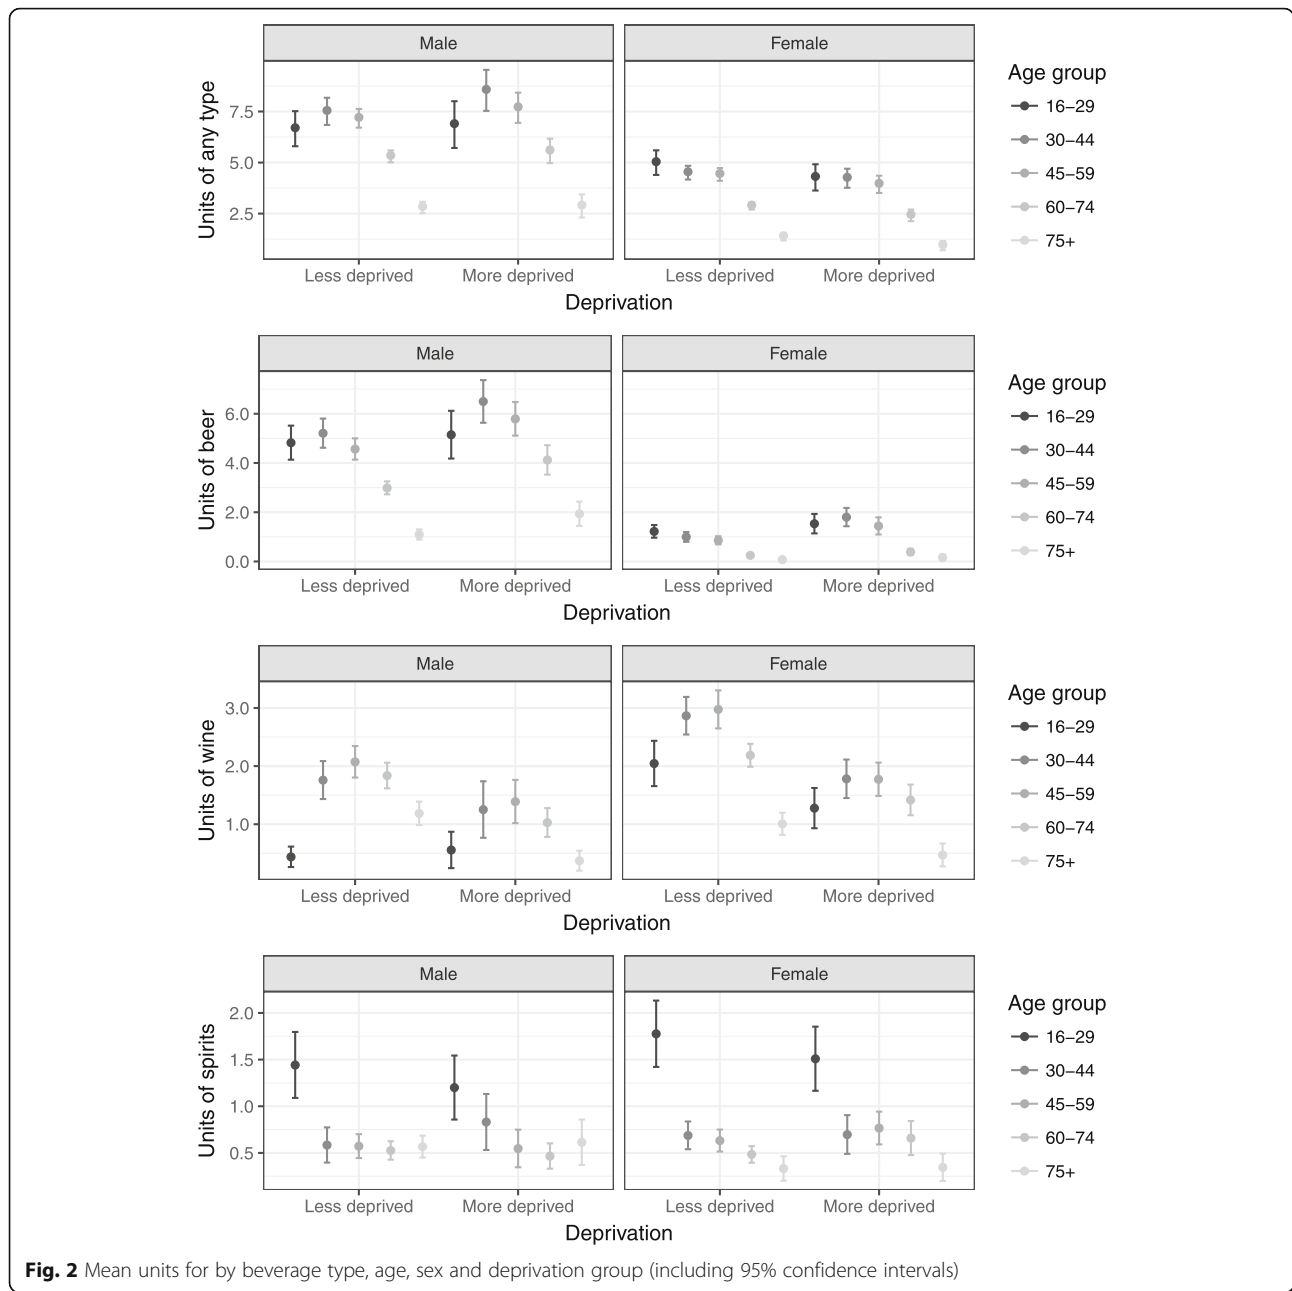 Male Female
Age group
16–29
30–44
45–59
60–74
75+
Units of any type
7.5
5.0
2.5
Less deprived More deprived Less deprived More deprived
Deprivation
Male Female
Age group
16–29
30–44
45–59
60–74
75+
Units of beer
6.0
4.0
2.0
0.0
Less deprived More deprived Less deprived More deprived
Deprivation
Male Female
Age group
16–29
30–44
45–59
60–74
75+
Units of wine
3.0
2.0
1.0
Less deprived More deprived Less deprived More deprived
Deprivation
Male Female
Age group
16–29
30–44
45–59
60–74
75+
Units of spirits
2.0
1.5
1.0
0.5
Less deprived More deprived Less deprived More deprived
Deprivation
Fig. 2 Mean units for by beverage type, age, sex and deprivation group (including 95% confidence intervals)